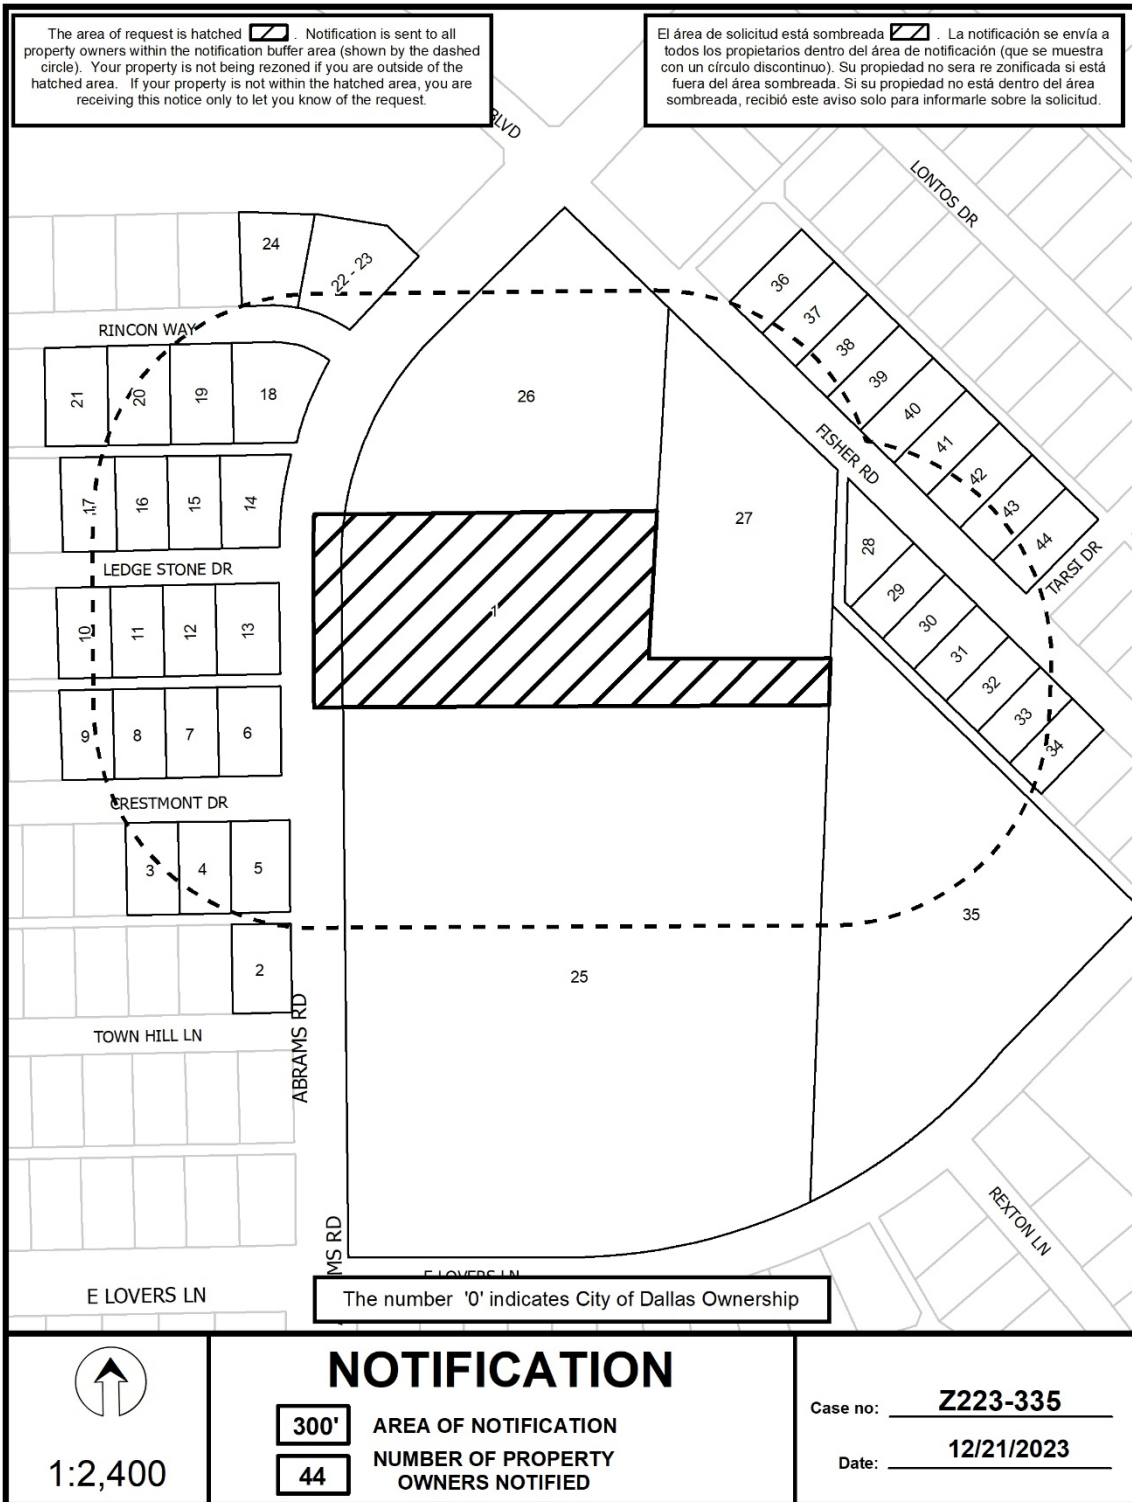 The area of request is hatched . Notification is sent to all
property owners within the notification buffer area (shown by the dashed
circle). Your property is not being rezoned if you are outside of the
hatched area. If your property is not within the hatched area, you are
receiving this notice only to let you know of the request.
El área de solicitud está sombreada . La notificación se envía a
todos los propietarios dentro del área de notificación (que se muestra
con un círculo discontinuo). Su propiedad no sera re zonificada si está
fuera del área sombreada. Si su propiedad no está dentro del área
sombreada, recibió este aviso solo para informarle sobre la solicitud.
BLVD
LONTOS DR
24
22 - 23
36
37
38
39
40
41
42
43
44
RINCON WAY
21
20
19
18
26
FISHER RD
17
16
15
14
27
28
29
30
31
32
33
34
TARSI DR
LEDGE STONE DR
10
11
12
13
1
9
8
7
6
CRESTMONT DR
3
4
5
35
2
25
TOWN HILL LN
ABRAMS RD
REXTON LN
MS RD
E LOVERS LN
E LOVERS LN
The number '0' indicates City of Dallas Ownership
1:2,400
NOTIFICATION
300' AREA OF NOTIFICATION
44 NUMBER OF PROPERTY
OWNERS NOTIFIED
Case no: Z223-335
Date: 12/21/2023